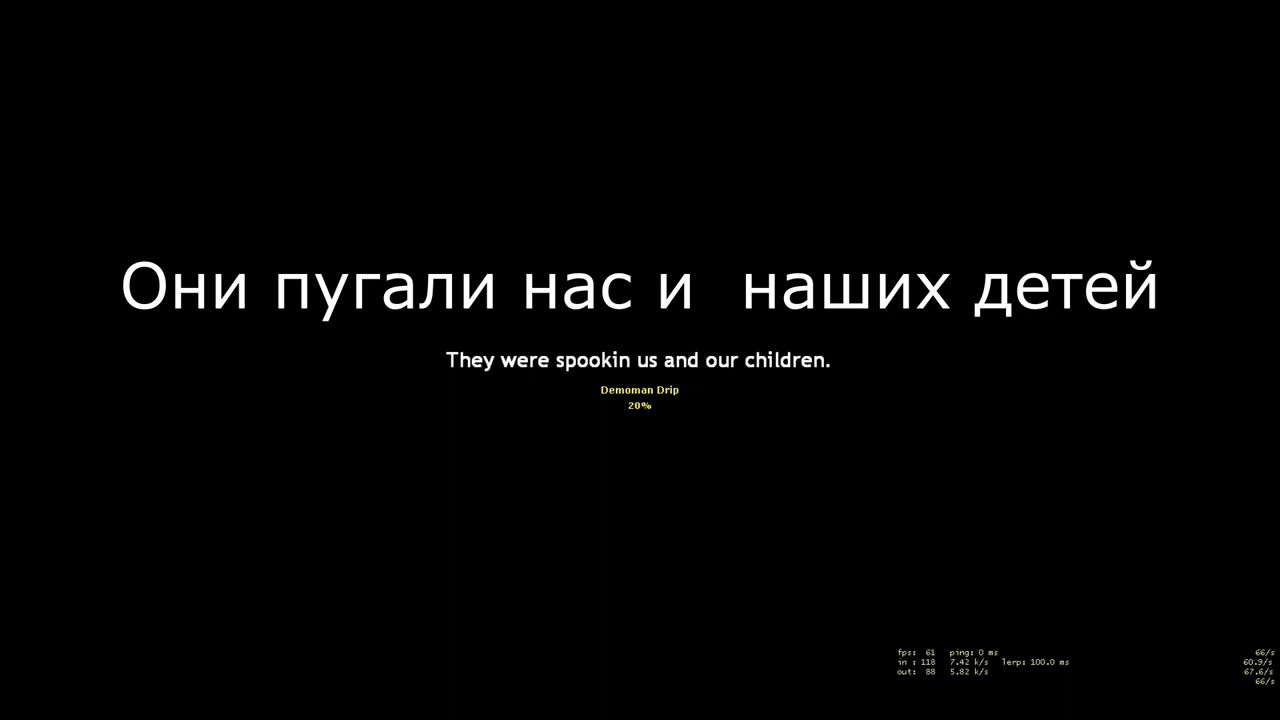 Они пугали нас и  наших детей
They were spookin us and our children.
Demoman Drip
20%
fps:  61   ping: 0 ms   66/s
in : 118   7.42 k/s   lerp: 100.0 ms   60.9/s
out:  88   5.82 k/s   67.6/s
66/s